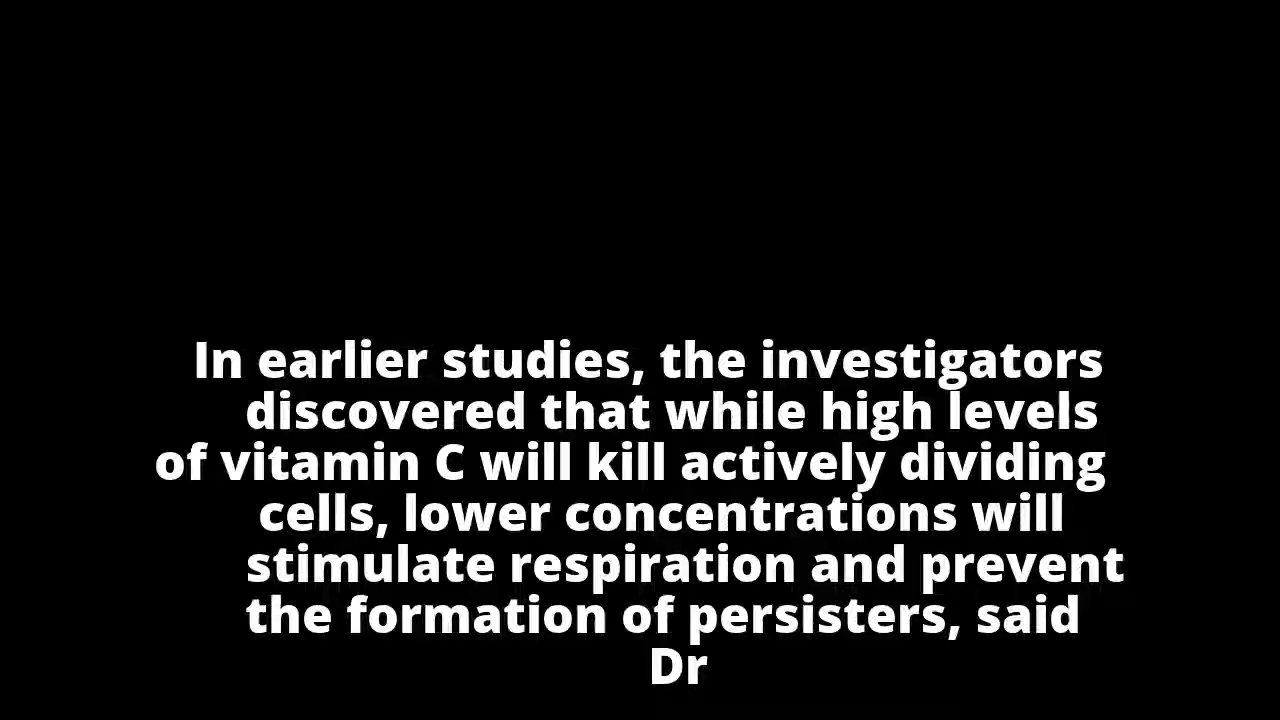 In earlier studies, the investigators
discovered that while high levels
of vitamin C will kill actively dividing
cells, lower concentrations will
stimulate respiration and prevent
the formation of persisters, said
Dr